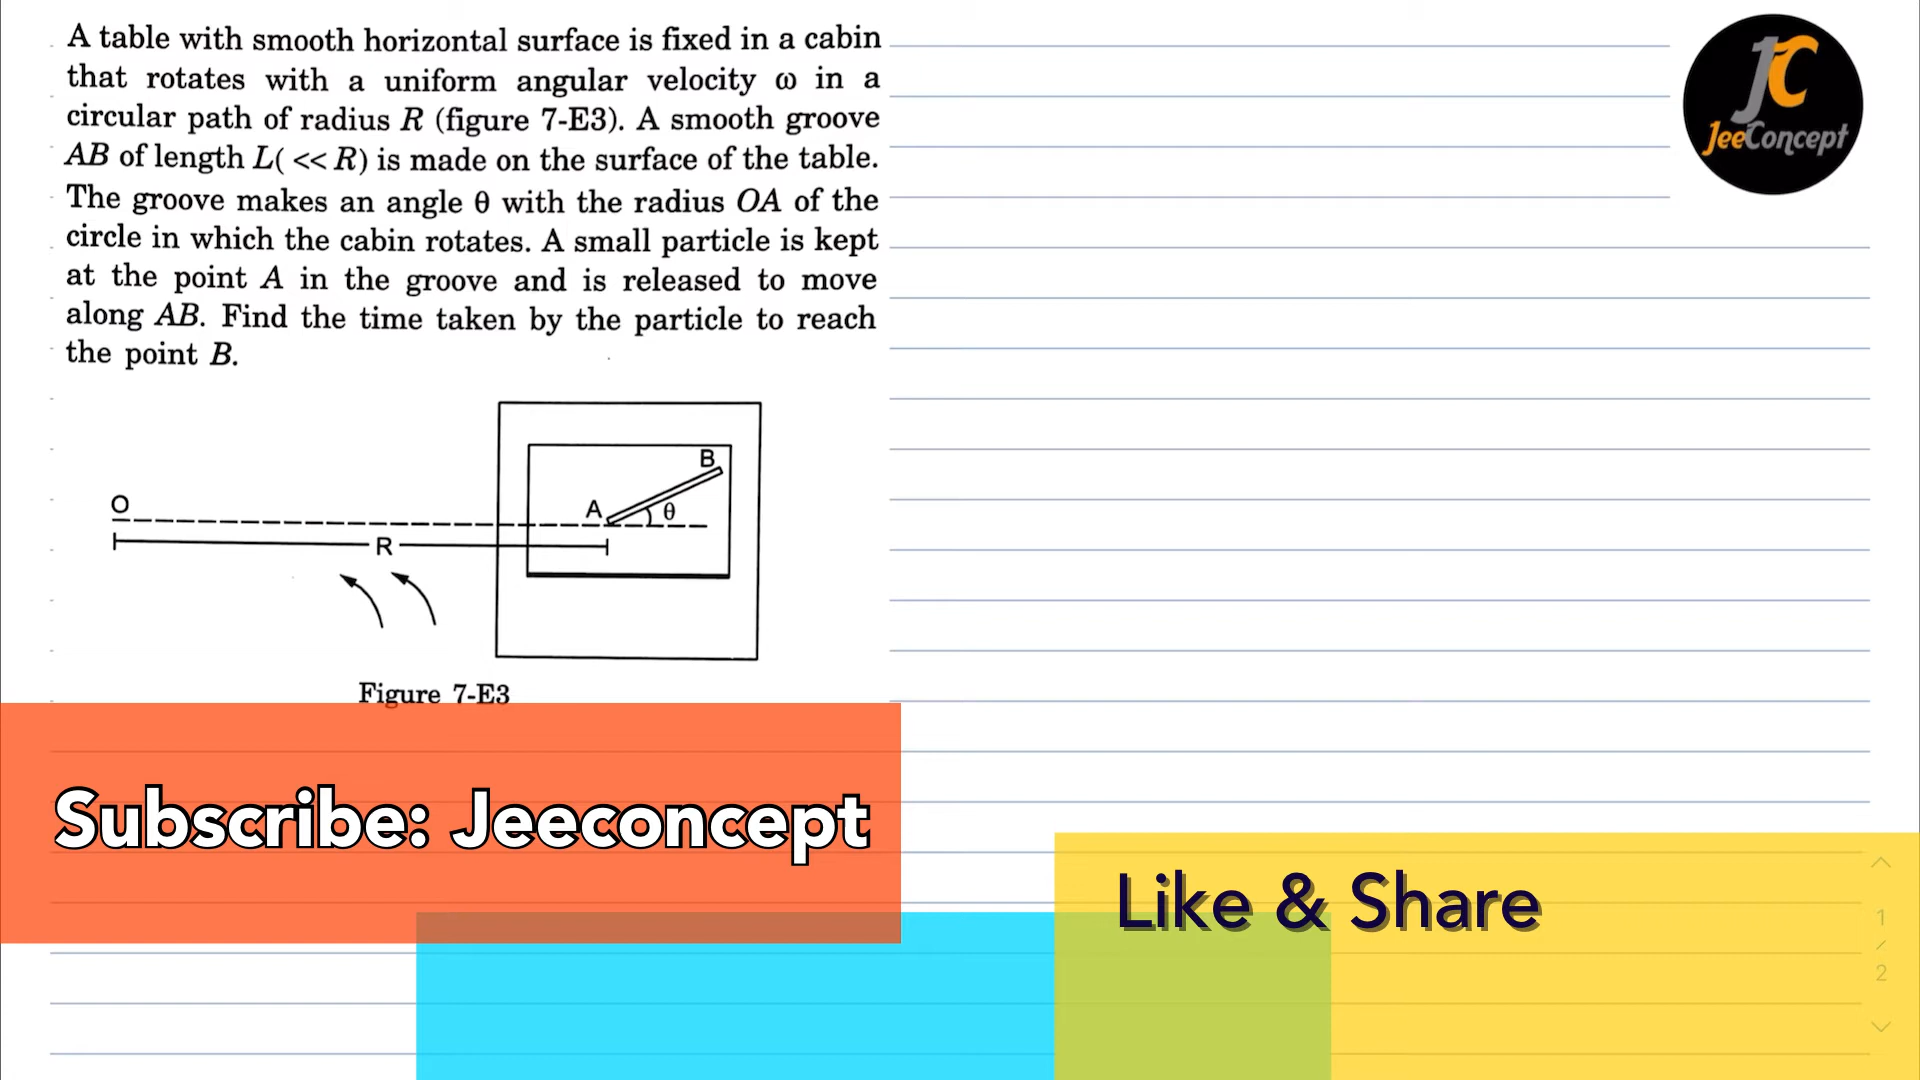 A table with smooth horizontal surface is fixed in a cabin
that rotates with a uniform angular velocity ω in a
circular path of radius R (figure 7-E3). A smooth groove
AB of length L( << R) is made on the surface of the table.
The groove makes an angle θ with the radius OA of the
circle in which the cabin rotates. A small particle is kept
at the point A in the groove and is released to move
along AB. Find the time taken by the particle to reach
the point B.
JC
JeeConcept
B
O
A
θ
R
Figure 7-E3
Subscribe: Jeeconcept
Like & Share
1
/
2